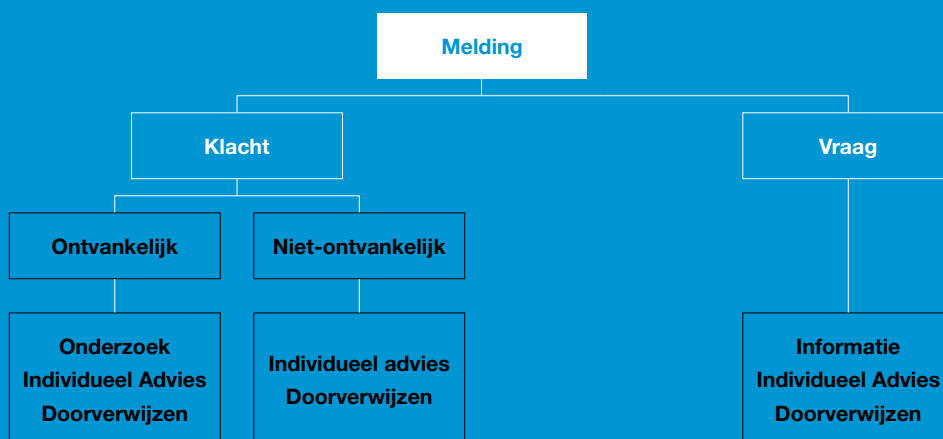 Melding
Klacht
Vraag
Ontvankelijk
Niet-ontvankelijk
Onderzoek
Individueel Advies
Doorverwijzen
Individueel advies
Doorverwijzen
Informatie
Individueel Advies
Doorverwijzen